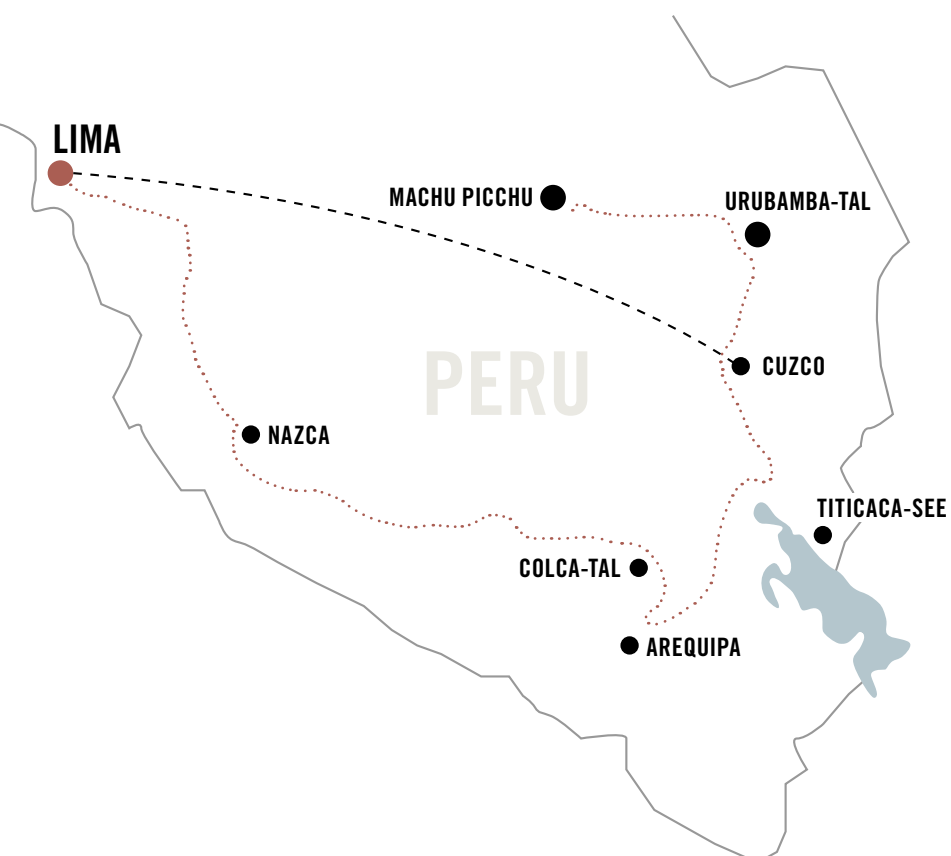 LIMA
MACHU PICCHU
URUBAMBA-TAL
PERU
CUZCO
NAZCA
TITICACA-SEE
COLCA-TAL
AREQUIPA